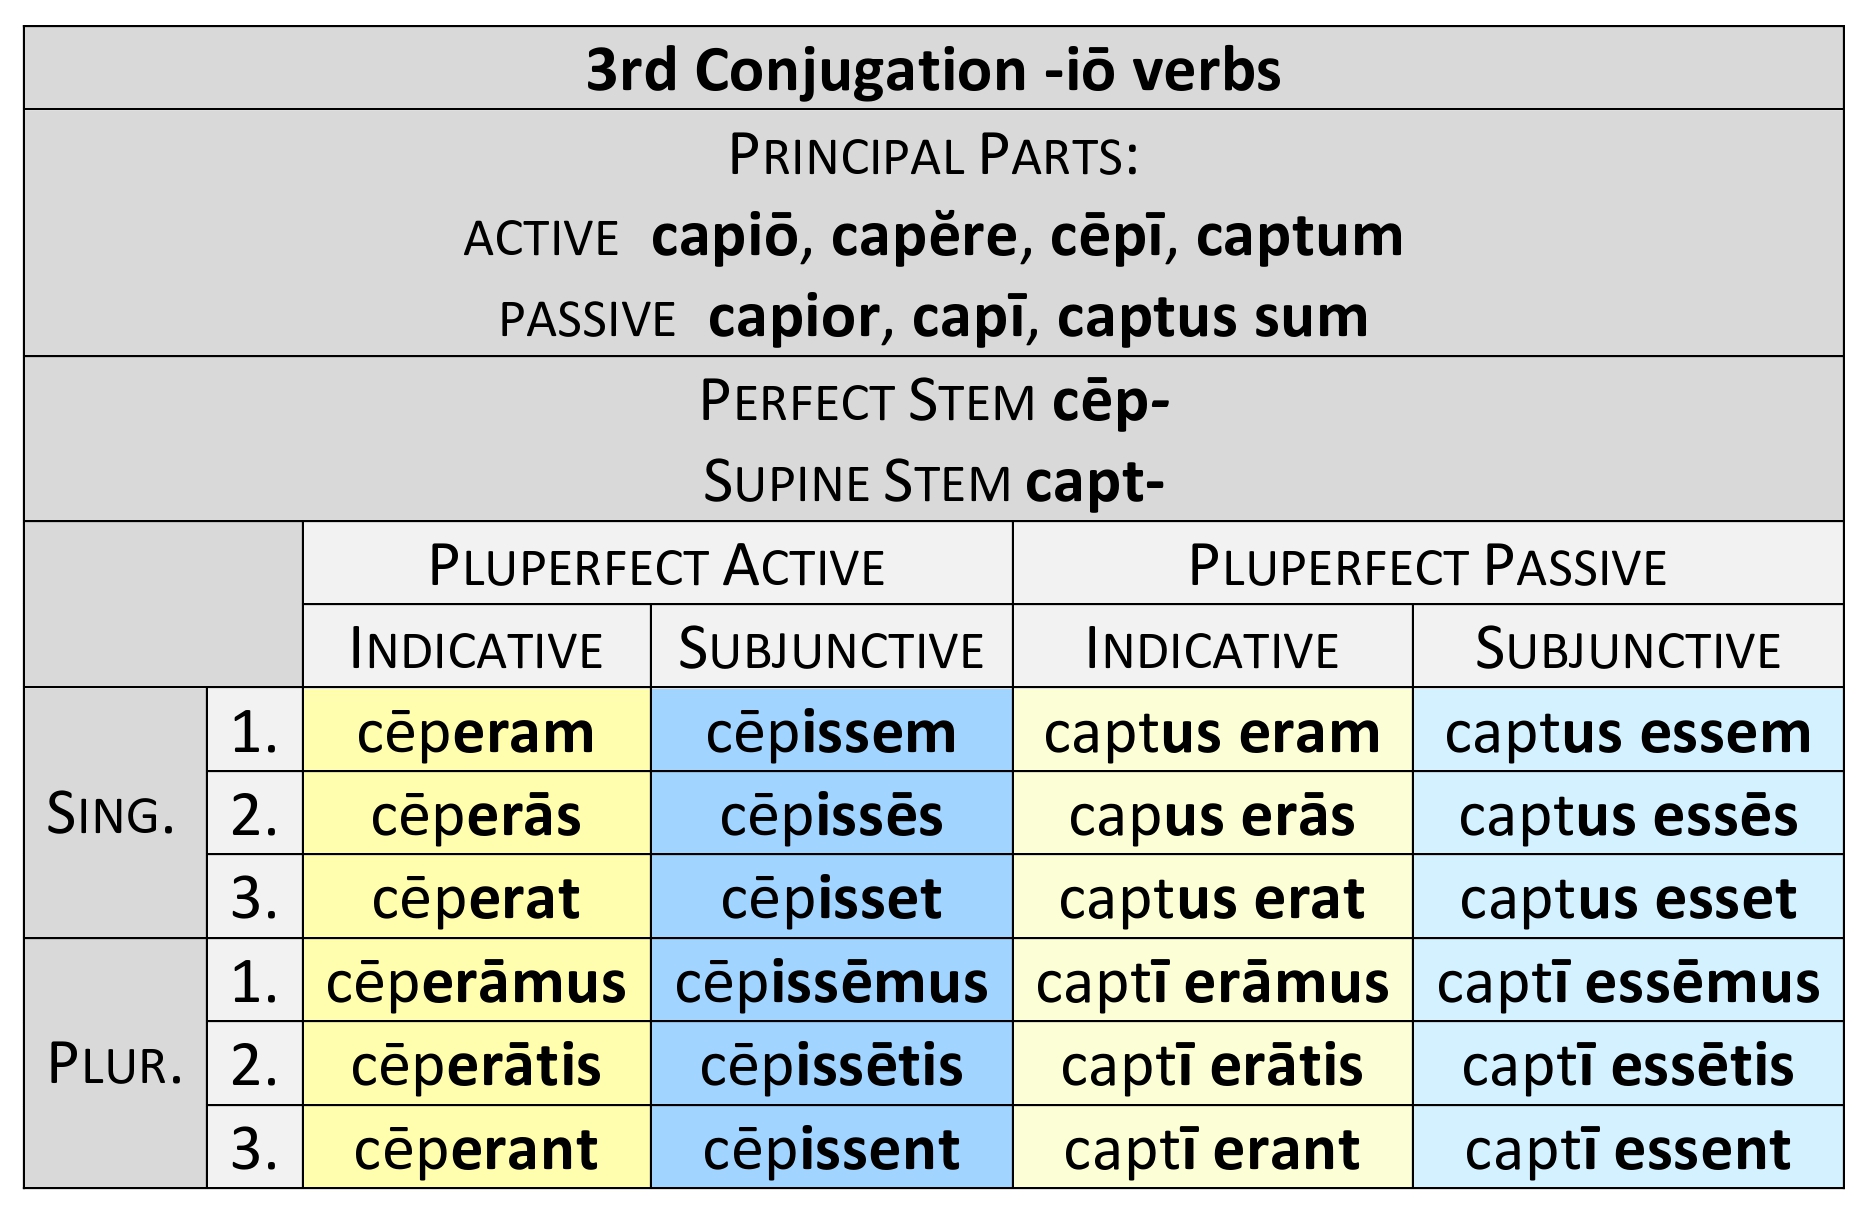 3rd Conjugation -iō verbs
PRINCIPAL PARTS:
ACTIVE capiō, capĕre, cēpī, captum
PASSIVE capior, capī, captus sum
PERFECT STEM cēp-
SUPINE STEM capt-
PLUPERFECT ACTIVE PLUPERFECT PASSIVE
INDICATIVE SUBJUNCTIVE INDICATIVE SUBJUNCTIVE
SING. 1. cēperam cēpissem captus eram captus essem
2. cēperās cēpissēs capus erās captus essēs
3. cēperat cēpisset captus erat captus esset
PLUR. 1. cēperāmus cēpissēmus captī erāmus captī essēmus
2. cēperātis cēpissētis captī erātis captī essētis
3. cēperant cēpissent captī erant captī essent